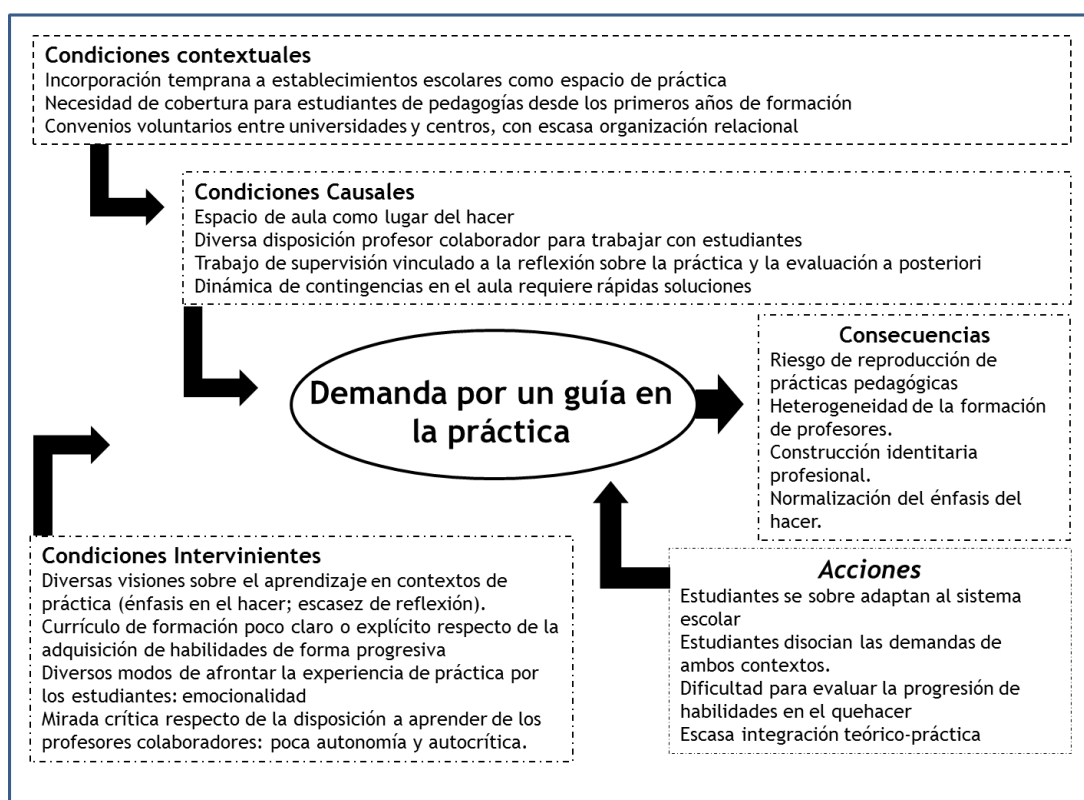 Condiciones contextuales
Incorporación temprana a establecimientos escolares como espacio de práctica
Necesidad de cobertura para estudiantes de pedagogías desde los primeros años de formación
Convenios voluntarios entre universidades y centros, con escasa organización relacional
Condiciones Causales
Espacio de aula como lugar del hacer
Diversa disposición profesor colaborador para trabajar con estudiantes
Trabajo de supervisión vinculado a la reflexión sobre la práctica y la evaluación a posteriori
Dinámica de contingencias en el aula requiere rápidas soluciones
Demanda por un guía en
la práctica
Consecuencias
Riesgo de reproducción de
prácticas pedagógicas
Heterogeneidad de la formación
de profesores.
Construcción identitaria
profesional.
Normalización del énfasis del
hacer.
Condiciones Intervinientes
Diversas visiones sobre el aprendizaje en contextos de
práctica (énfasis en el hacer; escasez de reflexión).
Currículo de formación poco claro o explícito respecto de la
adquisición de habilidades de forma progresiva
Diversos modos de afrontar la experiencia de práctica por
los estudiantes: emocionalidad
Mirada crítica respecto de la disposición a aprender de los
profesores colaboradores: poca autonomía y autocrítica.
Acciones
Estudiantes se sobre adaptan al sistema
escolar
Estudiantes disocian las demandas de
ambos contextos.
Dificultad para evaluar la progresión de
habilidades en el quehacer
Escasa integración teórico-práctica